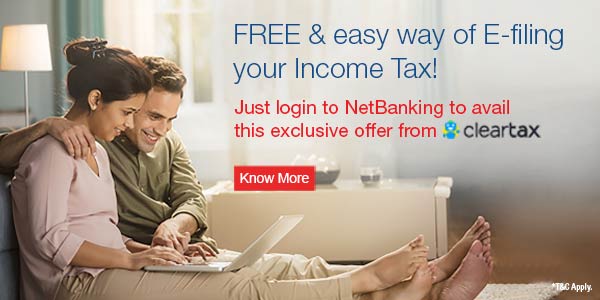 FREE & easy way of E-filing
your Income Tax!
Just login to NetBanking to avail
this exclusive offer from cleartax
Know More
*T&C Apply.